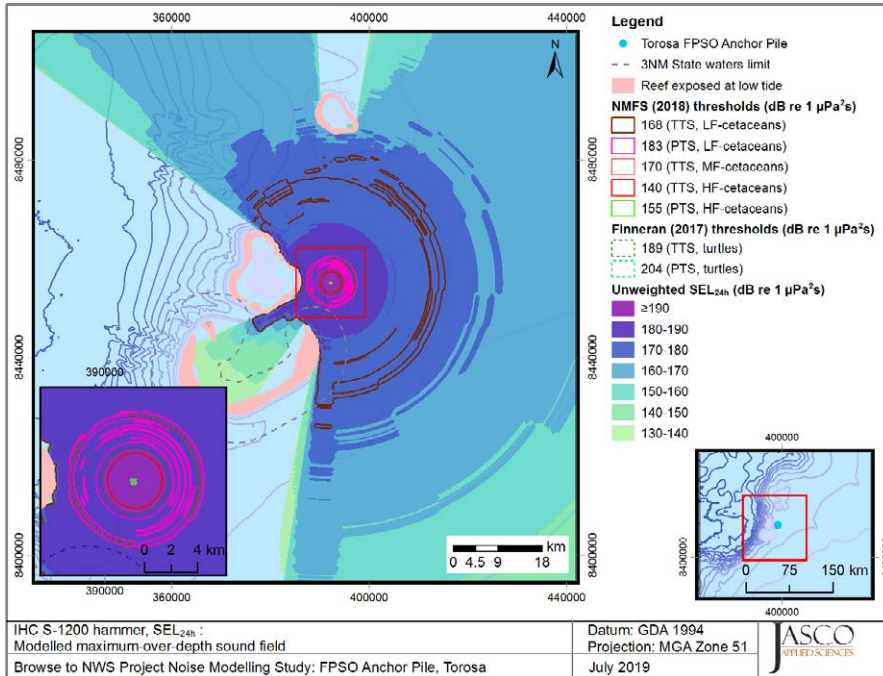 360000
400000
440000
8480000
8440000
8400000
N
390000
0 2 4 km
390000
km
0 4.5 9 18
360000
400000
440000
Legend
Torosa FPSO Anchor Pile
3NM State waters limit
Reef exposed at low tide
NMFS (2018) thresholds (dB re 1 µPa²s)
168 (TTS, LF-cetaceans)
183 (PTS, LF-cetaceans)
170 (TTS, MF-cetaceans)
140 (TTS, HF-cetaceans)
155 (PTS, HF-cetaceans)
Finneran (2017) thresholds (dB re 1 µPa²s)
189 (TTS, turtles)
204 (PTS, turtles)
Unweighted SEL24h (dB re 1 µPa²s)
≥190
180-190
170-180
160-170
150-160
140-150
130-140
400000
8400000
0 75 150 km
400000
IHC S-1200 hammer, SEL24h :
Modelled maximum-over-depth sound field
Browse to NWS Project Noise Modelling Study: FPSO Anchor Pile, Torosa
Datum: GDA 1994
Projection: MGA Zone 51
July 2019
JASCO
APPLIED SCIENCES